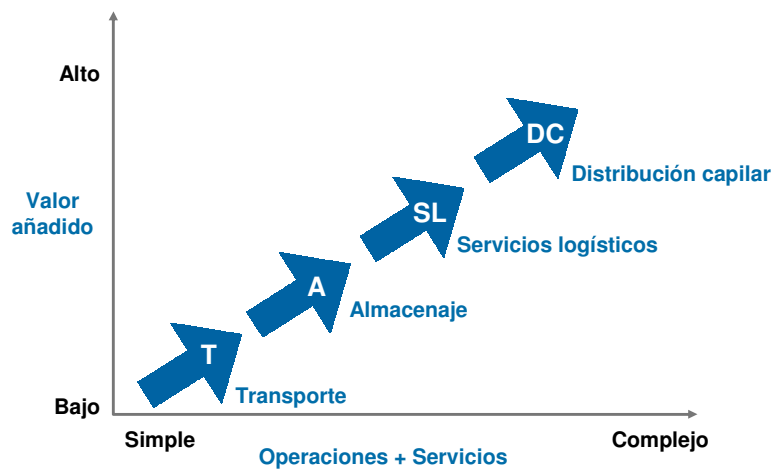 Alto
DC
Distribución capilar
Valor
añadido
SL
Servicios logísticos
A
Almacenaje
T
Transporte
Bajo
Simple
Complejo
Operaciones + Servicios